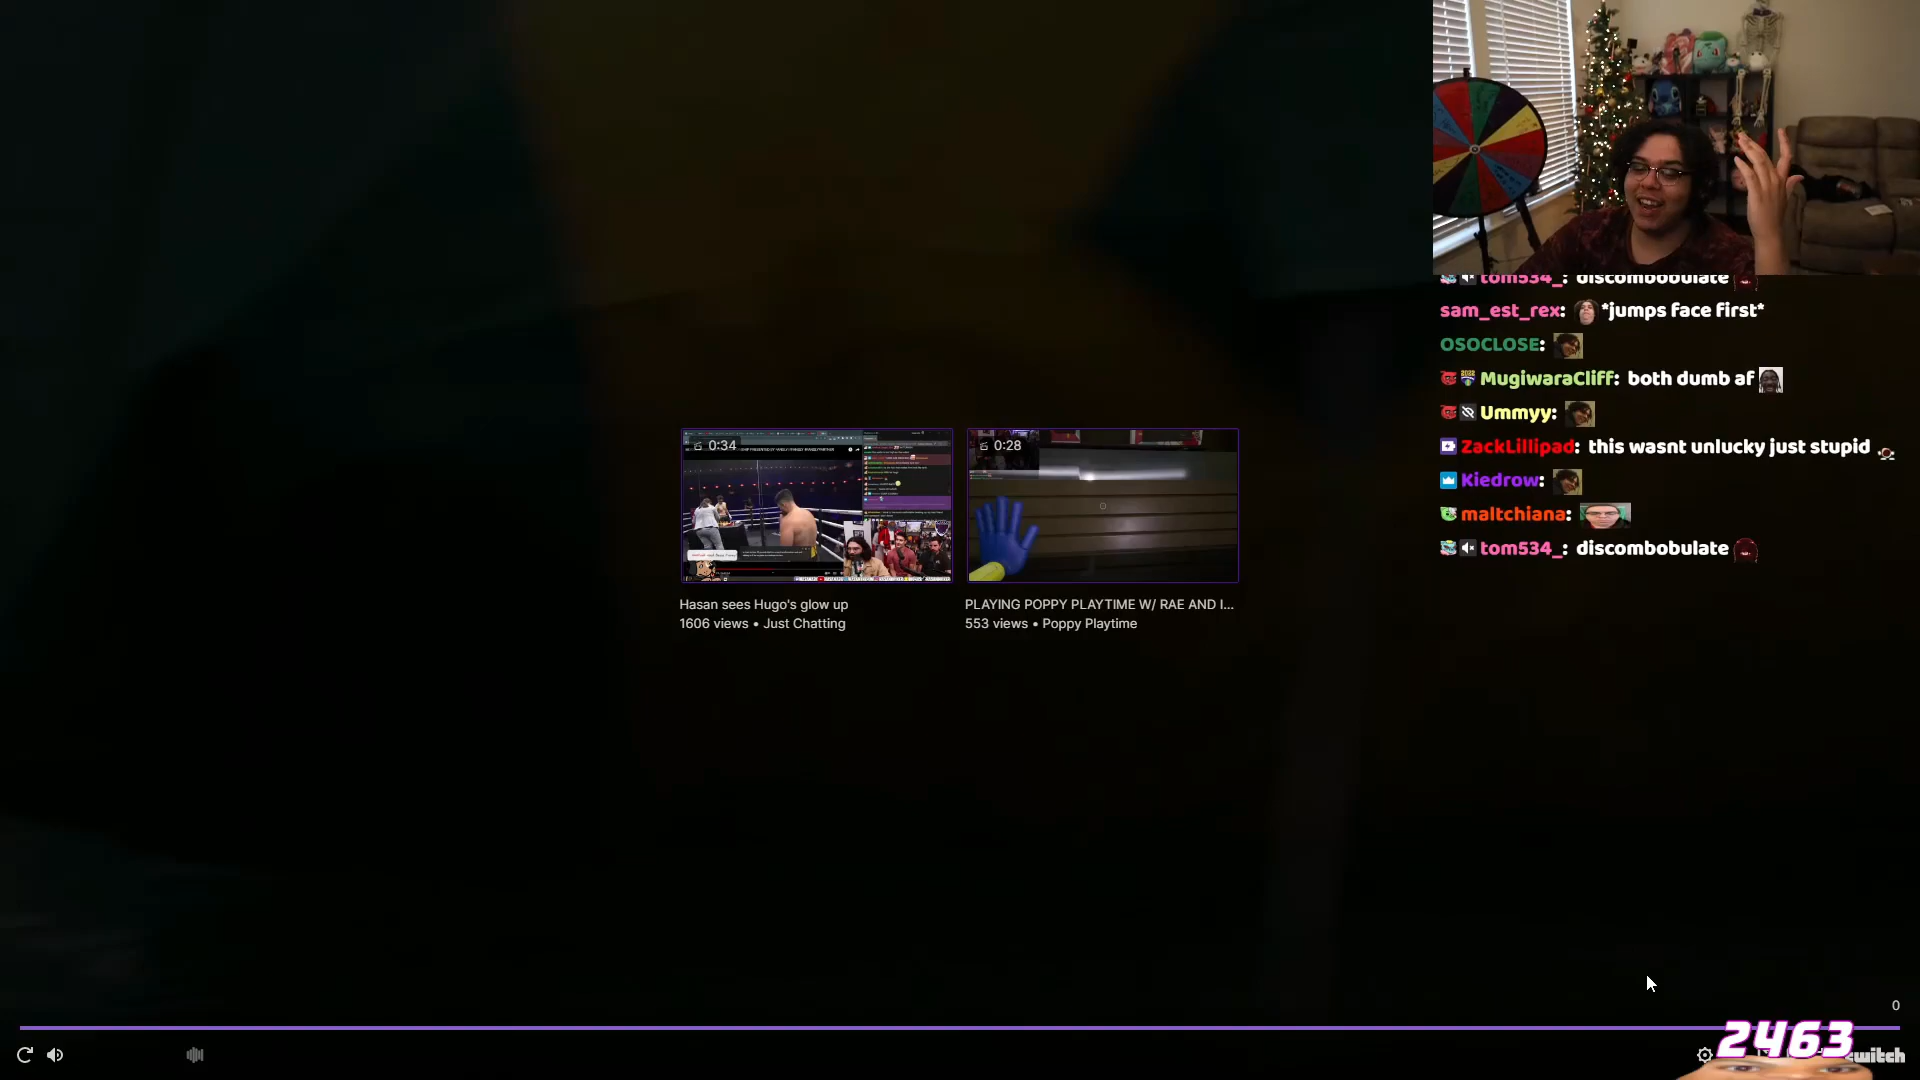 tom534_: discombobulate
sam_est_rex: *jumps face first*
OSOCLOSE:
MugiwaraCliff: both dumb af
Ummyy:
ZackLillipad: this wasnt unlucky just stupid
Kiedrow:
maltchiana:
tom534_: discombobulate
0:34
0:28
Hasan sees Hugo's glow up
1606 views • Just Chatting
PLAYING POPPY PLAYTIME W/ RAE AND I...
553 views • Poppy Playtime
0
2463